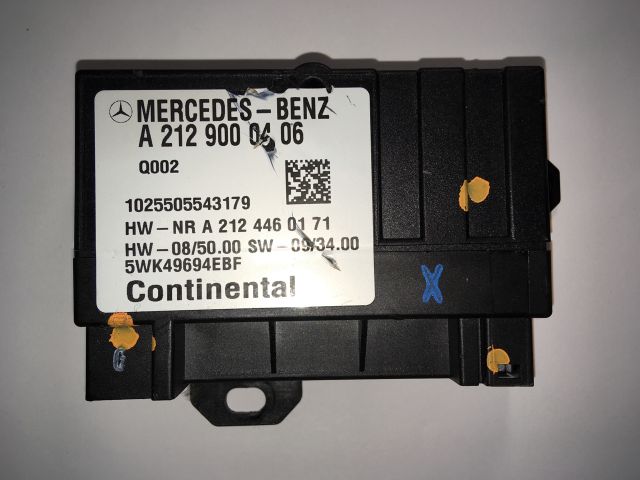 MERCEDES-BENZ
A 212 900 04 06
Q002
1025505543179
HW-NR A 212 446 01 71
HW-08/50.00 SW-09/34.00
5WK49694EBF
Continental
X